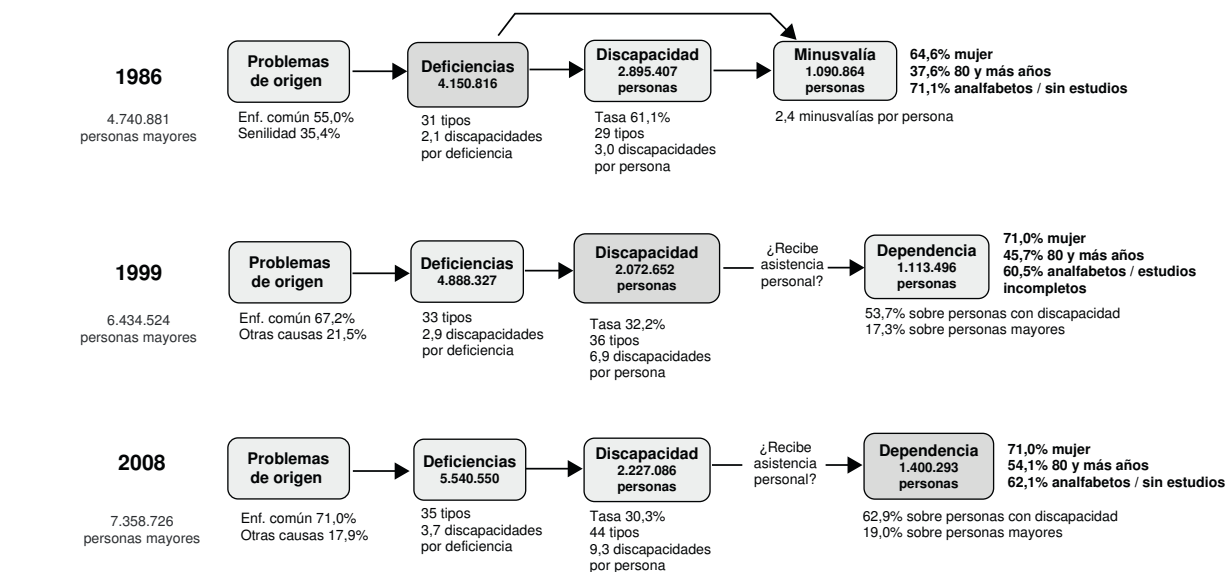 1986
4.740.881
personas mayores
Problemas
de origen
Enf. común 55,0%
Senilidad 35,4%
Deficiencias
4.150.816
31 tipos
2,1 discapacidades
por deficiencia
Discapacidad
2.895.407
personas
Tasa 61,1%
29 tipos
3,0 discapacidades
por persona
Minusvalía
1.090.864
personas
2,4 minusvalías por persona
64,6% mujer
37,6% 80 y más años
71,1% analfabetos / sin estudios
1999
6.434.524
personas mayores
Problemas
de origen
Enf. común 67,2%
Otras causas 21,5%
Deficiencias
4.888.327
33 tipos
2,9 discapacidades
por deficiencia
Discapacidad
2.072.652
personas
Tasa 32,2%
36 tipos
6,9 discapacidades
por persona
¿Recibe
asistencia
personal?
Dependencia
1.113.496
personas
53,7% sobre personas con discapacidad
17,3% sobre personas mayores
71,0% mujer
45,7% 80 y más años
60,5% analfabetos / estudios
incompletos
2008
7.358.726
personas mayores
Problemas
de origen
Enf. común 71,0%
Otras causas 17,9%
Deficiencias
5.540.550
35 tipos
3,7 discapacidades
por deficiencia
Discapacidad
2.227.086
personas
Tasa 30,3%
44 tipos
9,3 discapacidades
por persona
¿Recibe
asistencia
personal?
Dependencia
1.400.293
personas
62,9% sobre personas con discapacidad
19,0% sobre personas mayores
71,0% mujer
54,1% 80 y más años
62,1% analfabetos / sin estudios